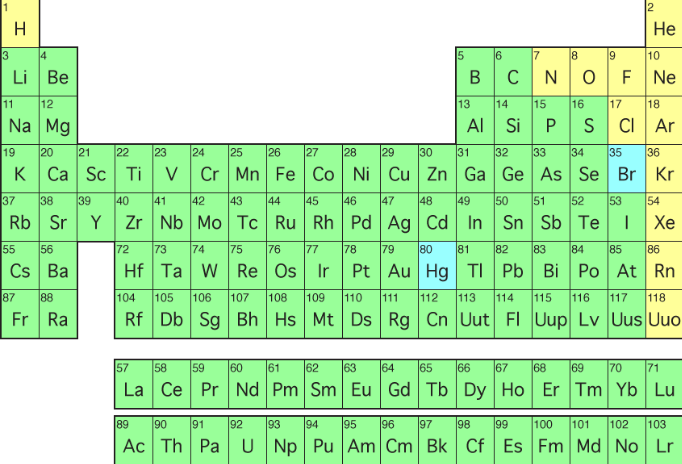 1 2
H He
3 4 5 6 7 8 9 10
Li Be B C N O F Ne
11 12 13 14 15 16 17 18
Na Mg Al Si P S Cl Ar
19 20 21 22 23 24 25 26 27 28 29 30 31 32 33 34 35 36
K Ca Sc Ti V Cr Mn Fe Co Ni Cu Zn Ga Ge As Se Br Kr
37 38 39 40 41 42 43 44 45 46 47 48 49 50 51 52 53 54
Rb Sr Y Zr Nb Mo Tc Ru Rh Pd Ag Cd In Sn Sb Te I Xe
55 56 72 73 74 75 76 77 78 79 80 81 82 83 84 85 86
Cs Ba Hf Ta W Re Os Ir Pt Au Hg Tl Pb Bi Po At Rn
87 88 104 105 106 107 108 109 110 111 112 113 114 115 116 117 118
Fr Ra Rf Db Sg Bh Hs Mt Ds Rg Cn Uut Fl Uup Lv Uus Uuo
57 58 59 60 61 62 63 64 65 66 67 68 69 70 71
La Ce Pr Nd Pm Sm Eu Gd Tb Dy Ho Er Tm Yb Lu
89 90 91 92 93 94 95 96 97 98 99 100 101 102 103
Ac Th Pa U Np Pu Am Cm Bk Cf Es Fm Md No Lr